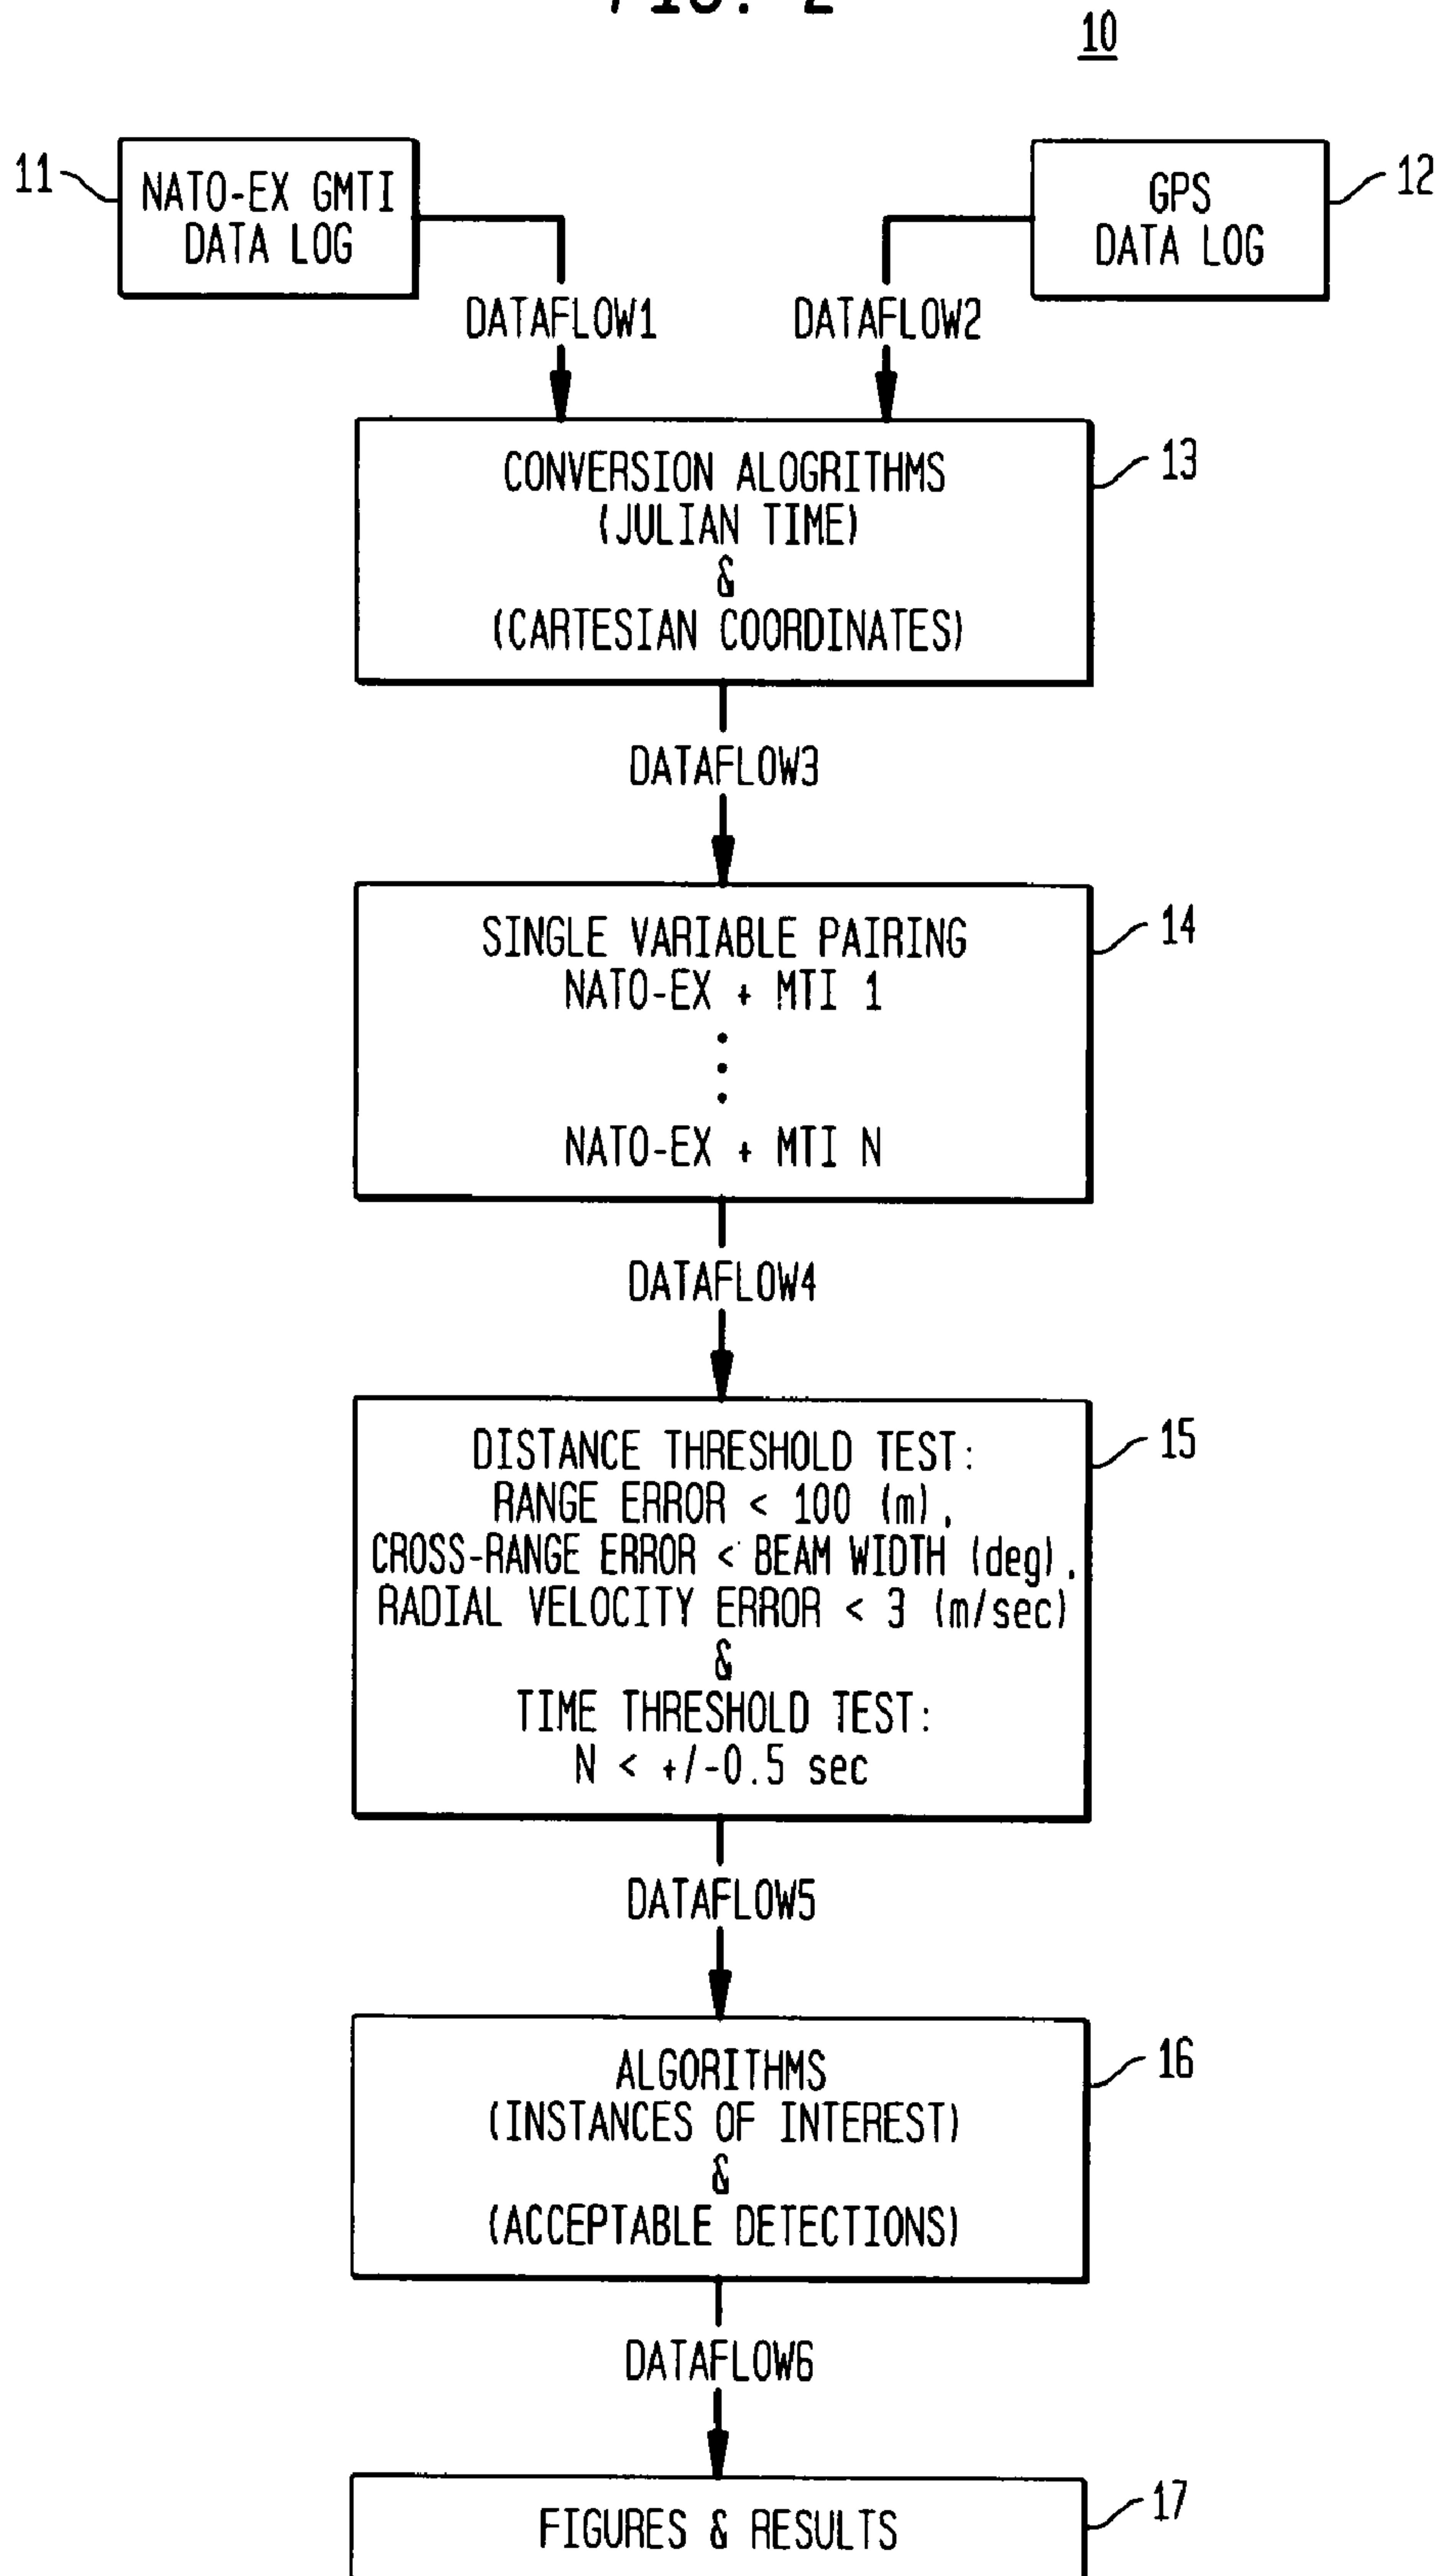 FIG. 2
10
11
NATO-EX GMTI
DATA LOG
GPS
DATA LOG
12
DATAFLOW1
DATAFLOW2
CONVERSION ALOGRITHMS
(JULIAN TIME)
&
(CARTESIAN COORDINATES)
13
DATAFLOW3
SINGLE VARIABLE PAIRING
NATO-EX + MTI 1
NATO-EX + MTI N
14
DATAFLOW4
DISTANCE THRESHOLD TEST:
RANGE ERROR < 100 (m),
CROSS-RANGE ERROR < BEAM WIDTH (deg),
RADIAL VELOCITY ERROR < 3 (m/sec)
&
TIME THRESHOLD TEST:
N < +/-0.5 sec
15
DATAFLOW5
ALGORITHMS
(INSTANCES OF INTEREST)
&
(ACCEPTABLE DETECTIONS)
16
DATAFLOW6
FIGURES & RESULTS
17